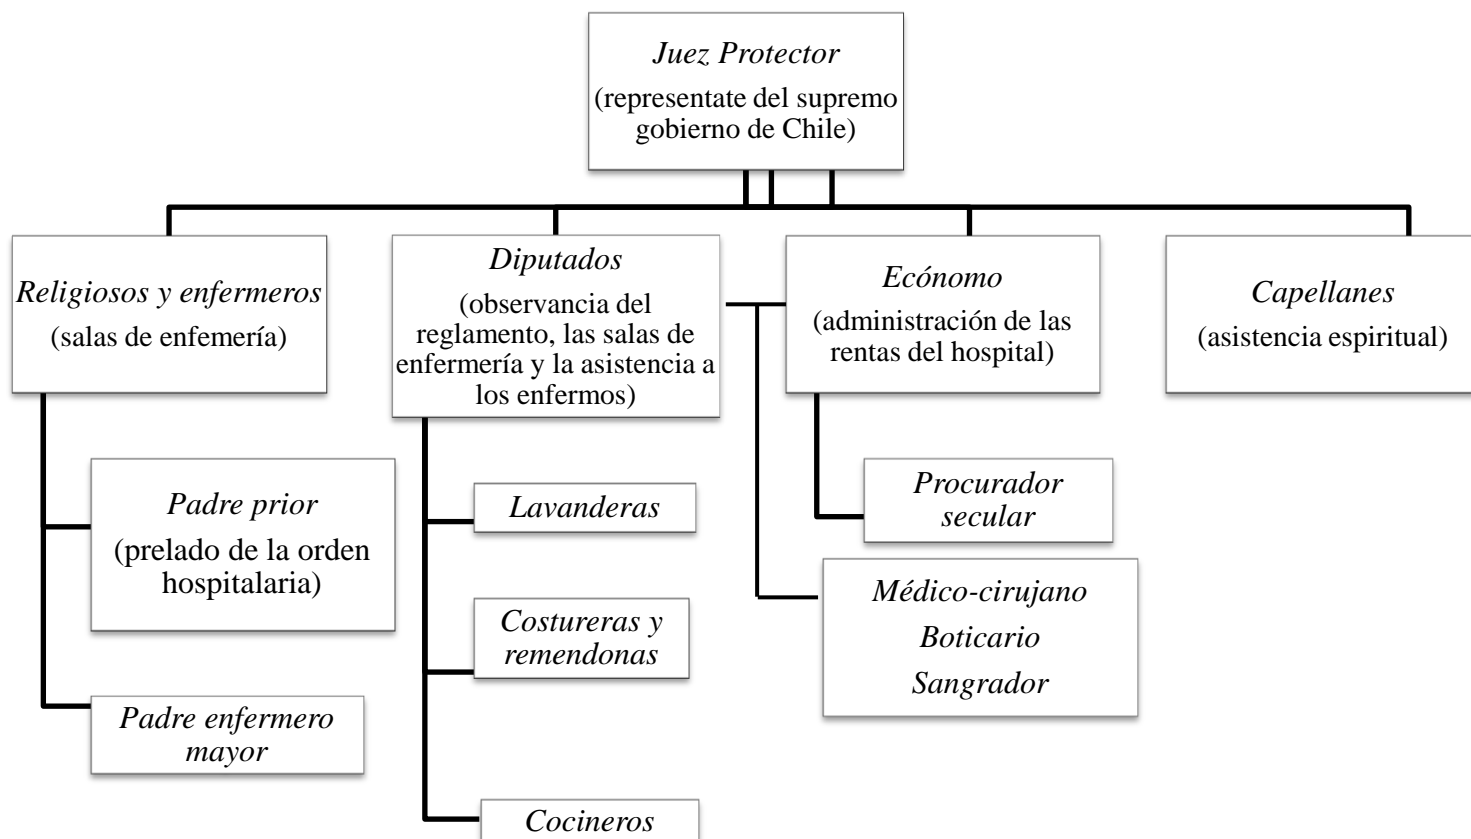 Juez Protector
(representate del supremo
gobierno de Chile)
Religiosos y enfermeros
(salas de enfemería)
Diputados
(observancia del
reglamento, las salas de
enfermería y la asistencia a
los enfermos)
Ecónomo
(administración de las
rentas del hospital)
Capellanes
(asistencia espiritual)
Padre prior
(prelado de la orden
hospitalaria)
Padre enfermero
mayor
Lavanderas
Costureras y
remendonas
Cocineros
Procurador
secular
Médico-cirujano
Boticario
Sangrador